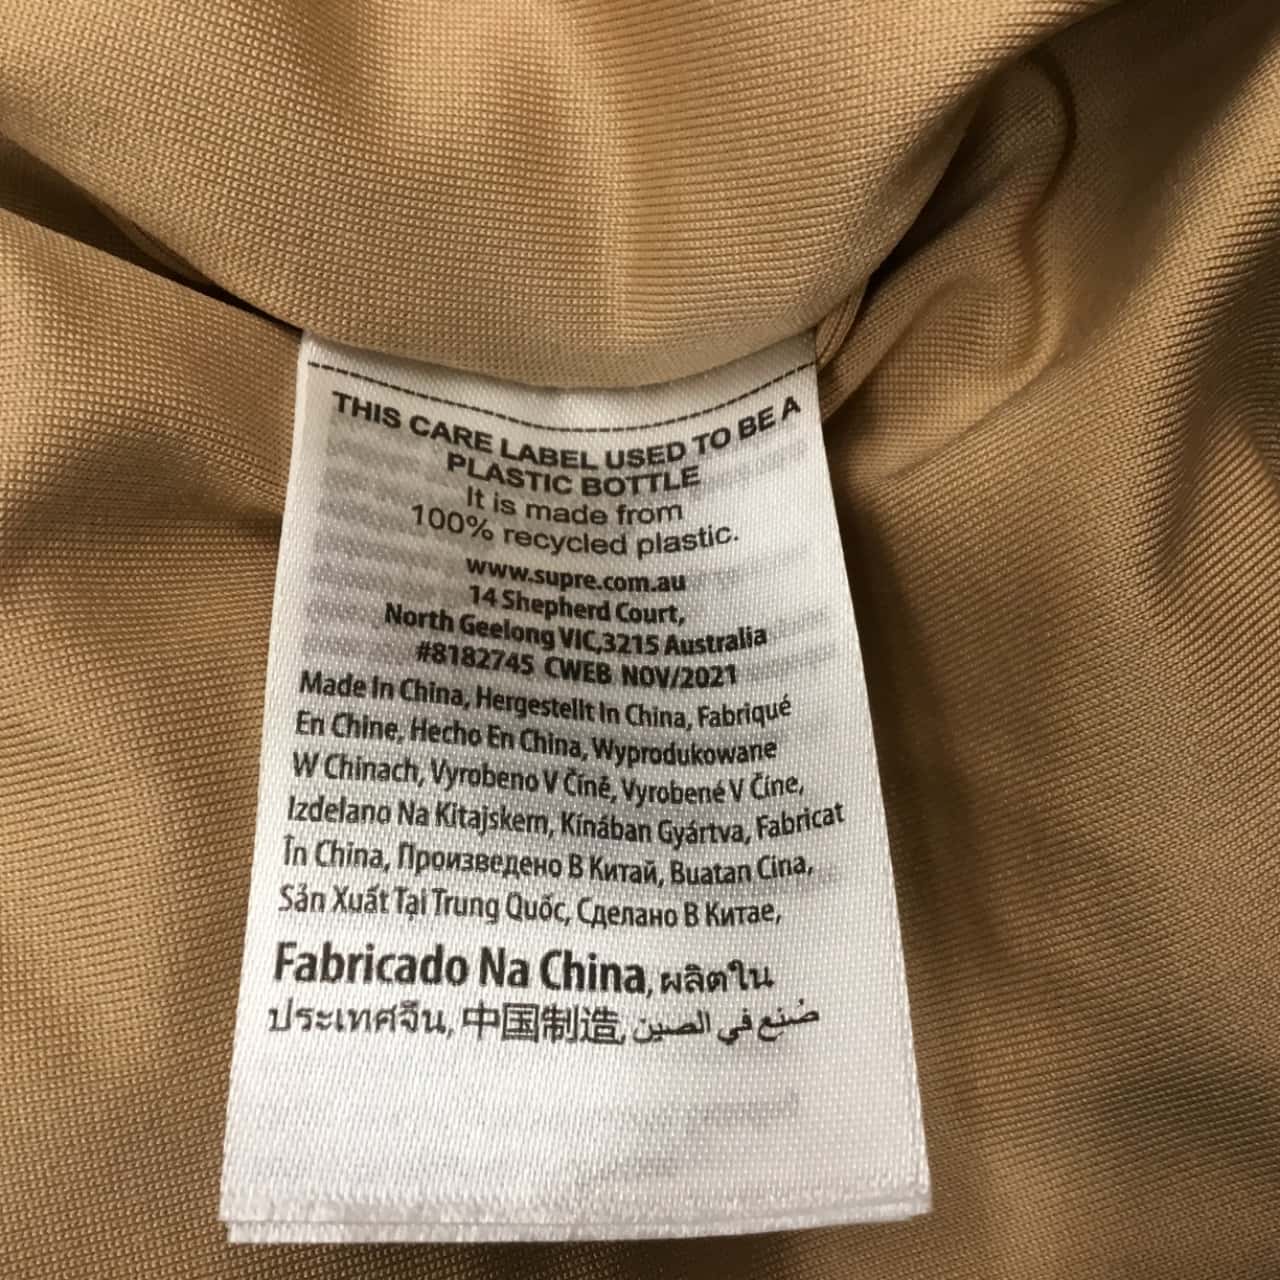 THIS CARE LABEL USED TO BE A
PLASTIC BOTTLE
It is made from
100% recycled plastic.
www.supre.com.au
14 Shepherd Court,
North Geelong VIC,3215 Australia
#8182745 CWEB NOV/2021
Made In China, Hergestellt In China, Fabriqué
En Chine, Hecho En China, Wyprodukowane
W Chinach, Vyrobeno V Číně, Vyrobené V Číne,
Izdelano Na Kitajskem, Kínában Gyártva, Fabricat
În China, Произведено В Китай, Buatan Cina,
Sản Xuất Tại Trung Quốc, Сделано В Китае,
Fabricado Na China, ผลิตใน
ประเทศจีน, 中国制造, صُنِع في الصين